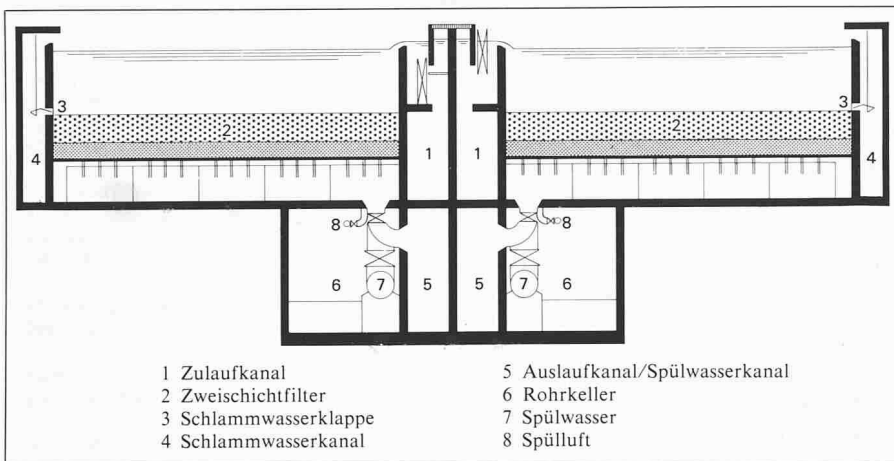 3
2
4
1
1
2
3
4
8
8
6
7
5
5
7
6
1 Zulaufkanal
2 Zweischichtfilter
3 Schlammwasserklappe
4 Schlammwasserkanal
5 Auslaufkanal/Spülwasserkanal
6 Rohrkeller
7 Spülwasser
8 Spülluft